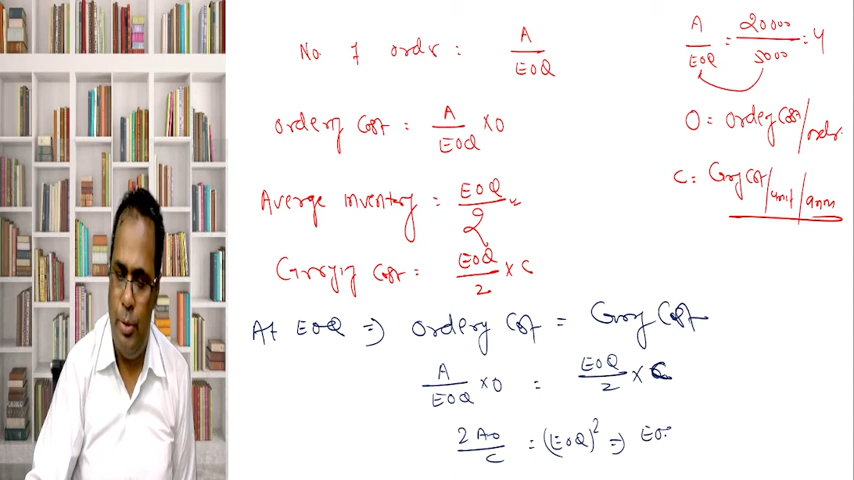 No of order = A/EOQ
A/EOQ = 20000/5000 = 4
Ordering Cost = A/EOQ × O
O = Ordering Cost/order
Average Inventory = EOQ/2
C = Carrying Cost/unit/annum
Carrying Cost = EOQ/2 × C
At EOQ ⇒ Ordering Cost = Carrying Cost
A/EOQ × O = EOQ/2 × C
2AO/C = (EOQ)² ⇒ EO